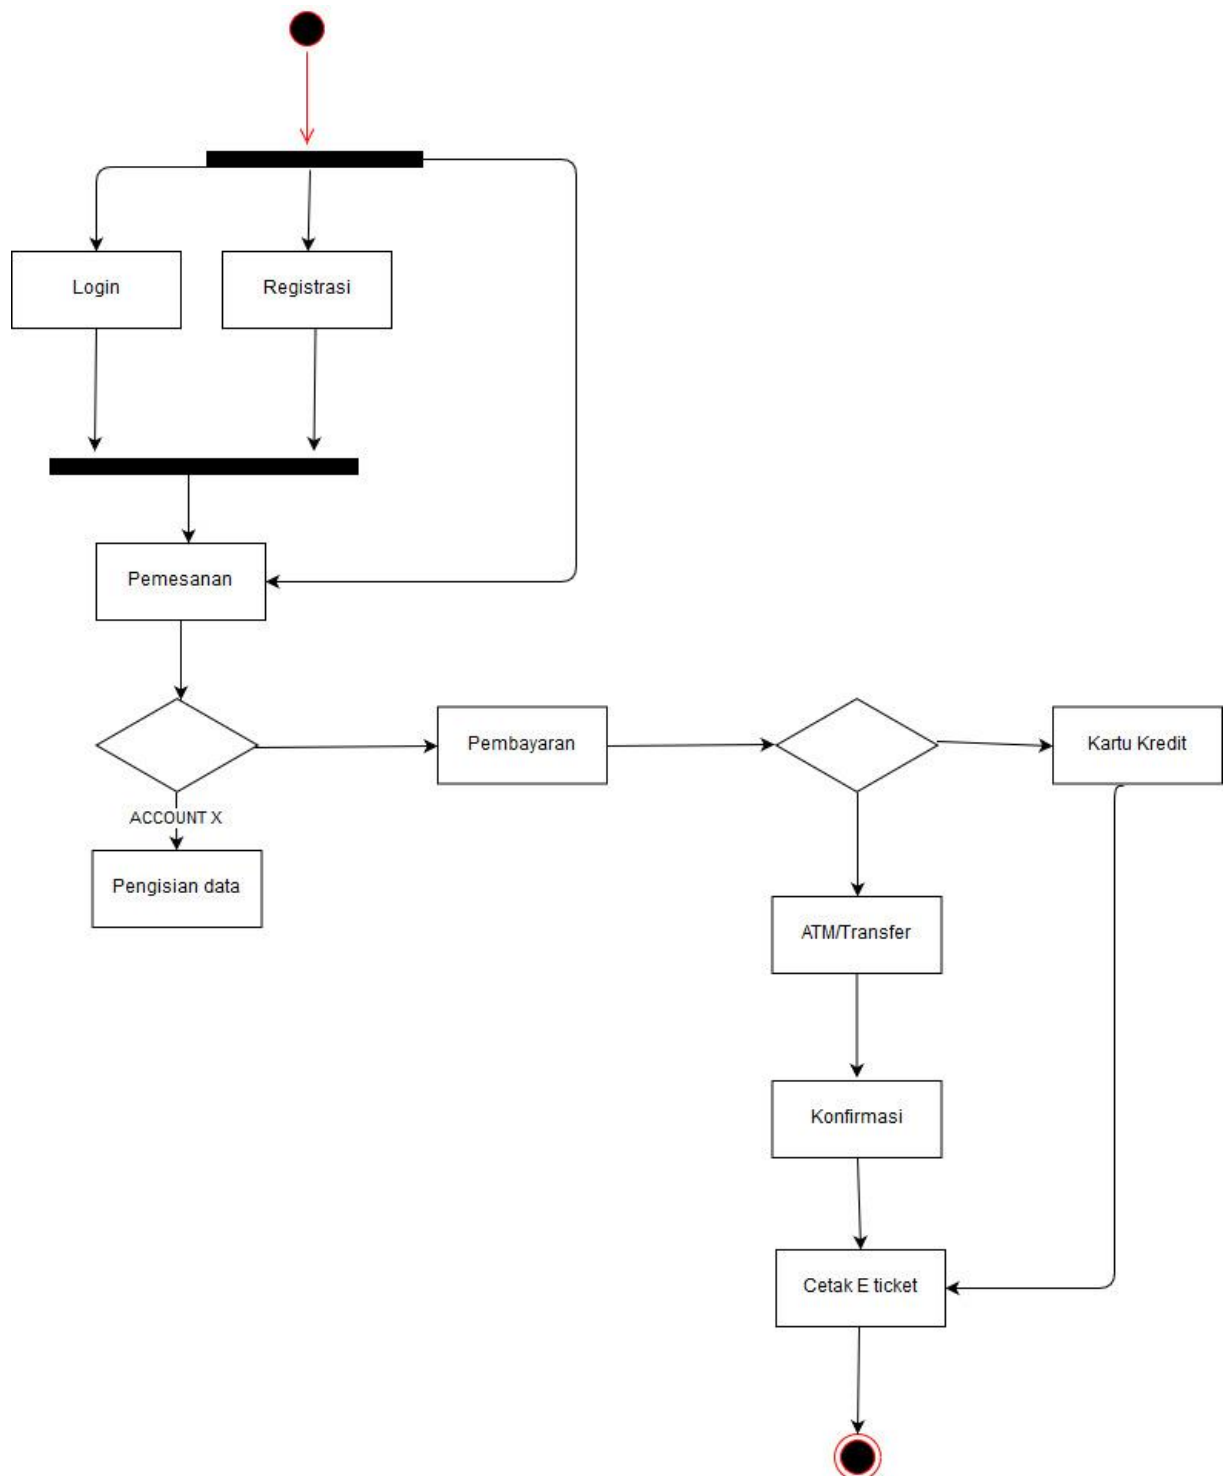 Login
Registrasi
Pemesanan
Pembayaran
Kartu Kredit
ACCOUNT X
Pengisian data
ATM/Transfer
Konfirmasi
Cetak E ticket